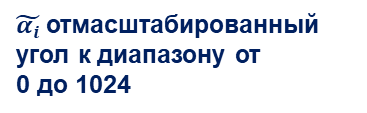 α̃ᵢ отмасштабированный
угол к диапазону от
0 до 1024